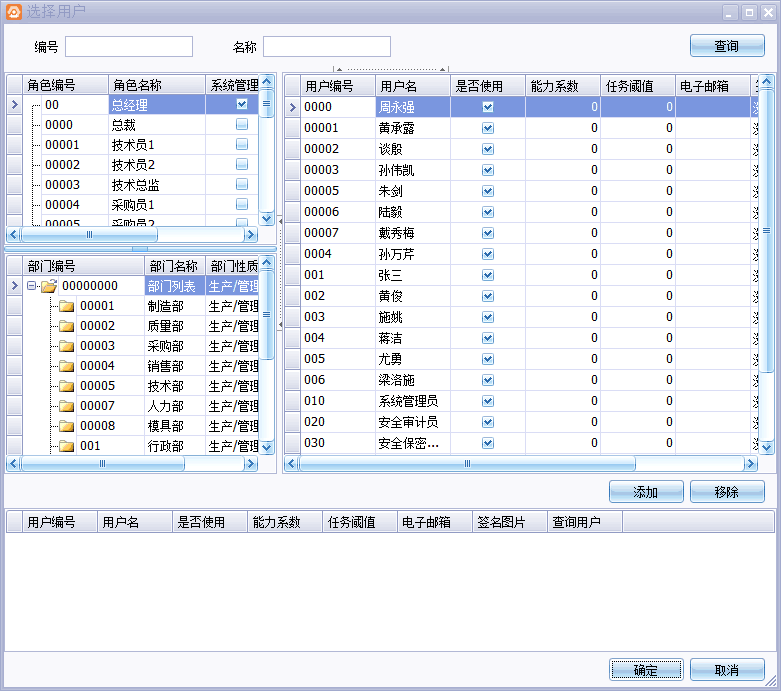 选择用户
编号 名称 查询
角色编号 角色名称 系统管理
00 总经理
0000 总裁
00001 技术员1
00002 技术员2
00003 技术总监
00004 采购员1
00005 采购员2
部门编号 部门名称 部门性质
00000000 部门列表 生产/管理
00001 制造部 生产/管理
00002 质量部 生产/管理
00003 采购部 生产/管理
00004 销售部 生产/管理
00005 技术部 生产/管理
00007 人力部 生产/管理
00008 模具部 生产/管理
001 行政部 生产/管理
用户编号 用户名 是否使用 能力系数 任务阈值 电子邮箱
0000 周永强 0 0
00001 黄承露 0 0
00002 谈殷 0 0
00003 孙伟凯 0 0
00005 朱剑 0 0
00006 陆毅 0 0
00007 戴秀梅 0 0
0004 孙万芹 0 0
001 张三 0 0
002 黄俊 0 0
003 施姚 0 0
004 蒋洁 0 0
005 尤勇 0 0
006 梁洛施 0 0
010 系统管理员 0 0
020 安全审计员 0 0
030 安全保密... 0 0
添加 移除
用户编号 用户名 是否使用 能力系数 任务阈值 电子邮箱 签名图片 查询用户
确定 取消